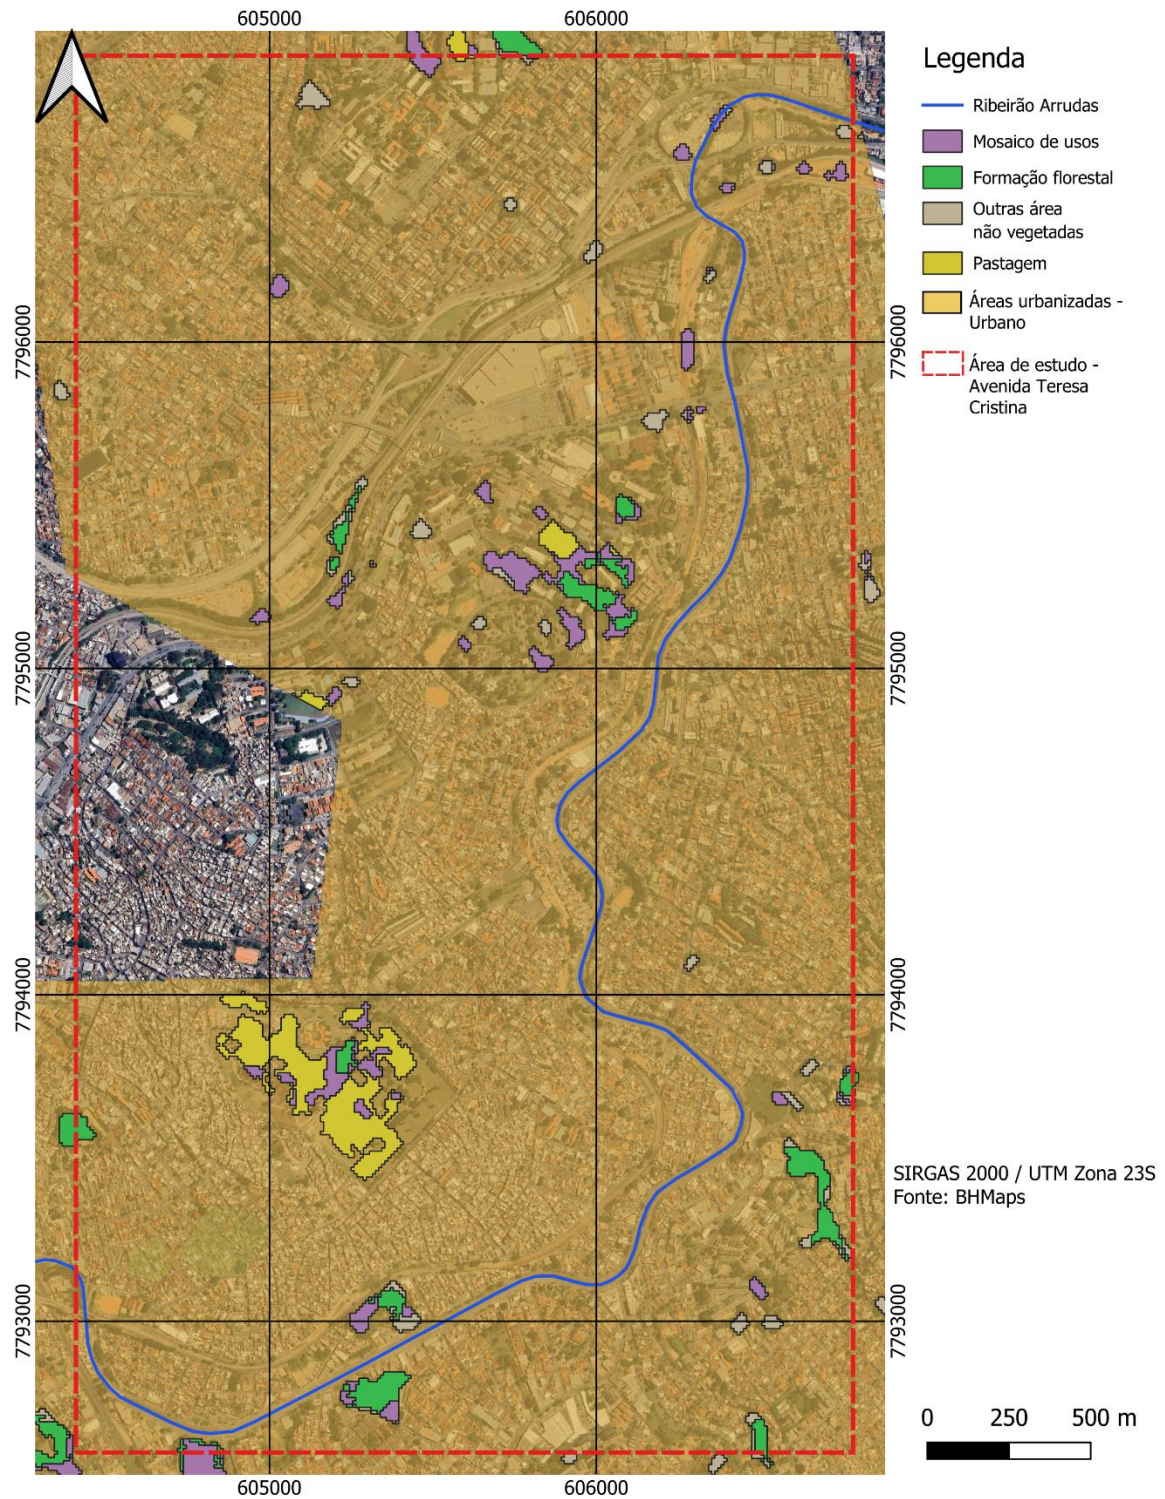 605000
606000
Legenda
Ribeirão Arrudas
Mosaico de usos
Formação florestal
Outras área
não vegetadas
Pastagem
Áreas urbanizadas -
Urbano
Área de estudo -
Avenida Teresa
Cristina
7796000
7796000
7795000
7795000
7794000
7794000
SIRGAS 2000 / UTM Zona 23S
Fonte: BHMaps
7793000
7793000
0 250 500 m
605000
606000